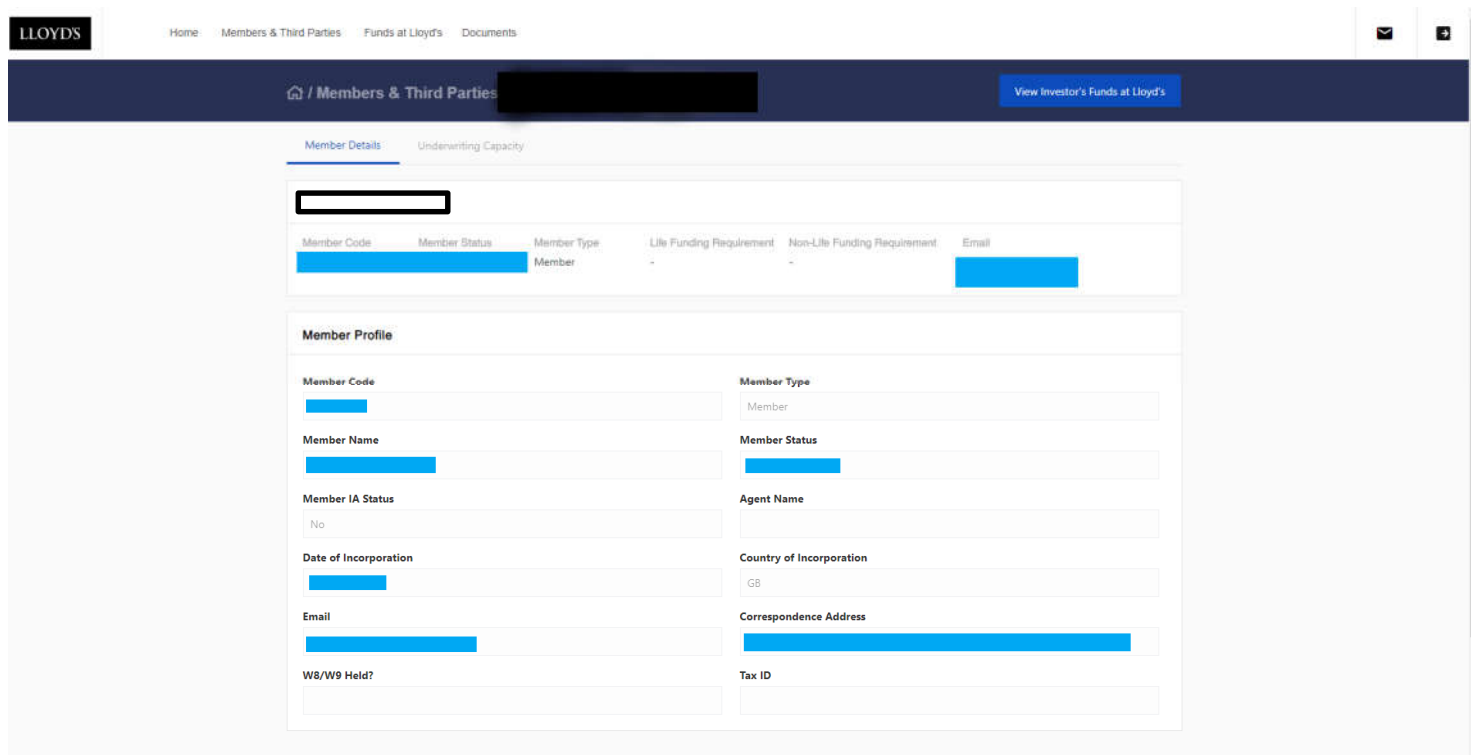 LLOYD'S
Home Members & Third Parties Funds at Lloyd's Documents
/ Members & Third Parties
View Investor's Funds at Lloyd's
Member Details Underwriting Capacity
Member Code Member Status Member Type Life Funding Requirement Non-Life Funding Requirement Email
Member - -
Member Profile
Member Code Member Type
Member
Member Name Member Status
Member IA Status Agent Name
No
Date of Incorporation Country of Incorporation
GB
Email Correspondence Address
W8/W9 Held? Tax ID